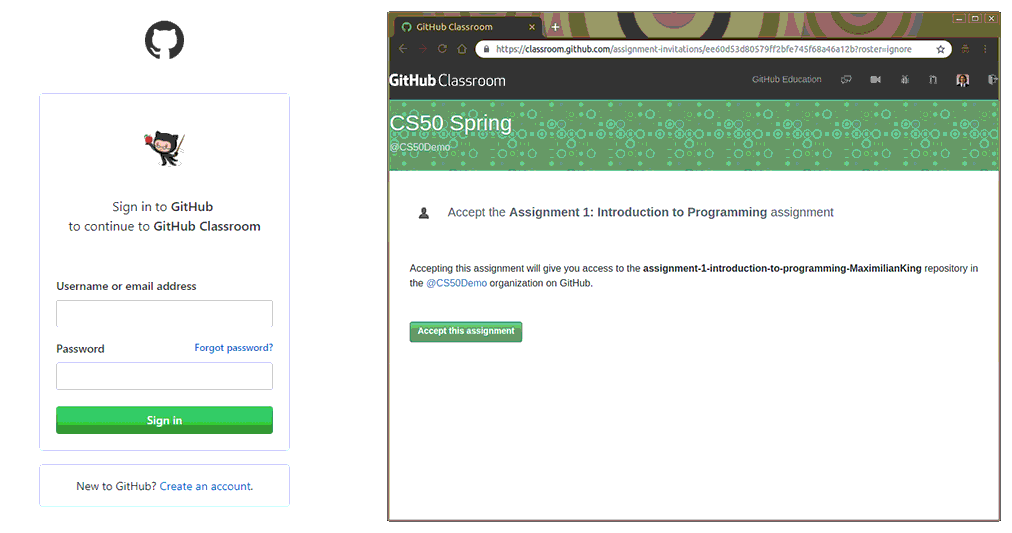 Sign in to GitHub
to continue to GitHub Classroom
Username or email address
Password Forgot password?
Sign in
New to GitHub? Create an account.
GitHub Classroom
https://classroom.github.com/assignment-invitations/ee60d53d80579ff2bfe745f68a46a12b?roster=ignore
GitHub Classroom GitHub Education
CS50 Spring
@CS50Demo
Accept the Assignment 1: Introduction to Programming assignment
Accepting this assignment will give you access to the assignment-1-introduction-to-programming-MaximilianKing repository in
the @CS50Demo organization on GitHub.
Accept this assignment